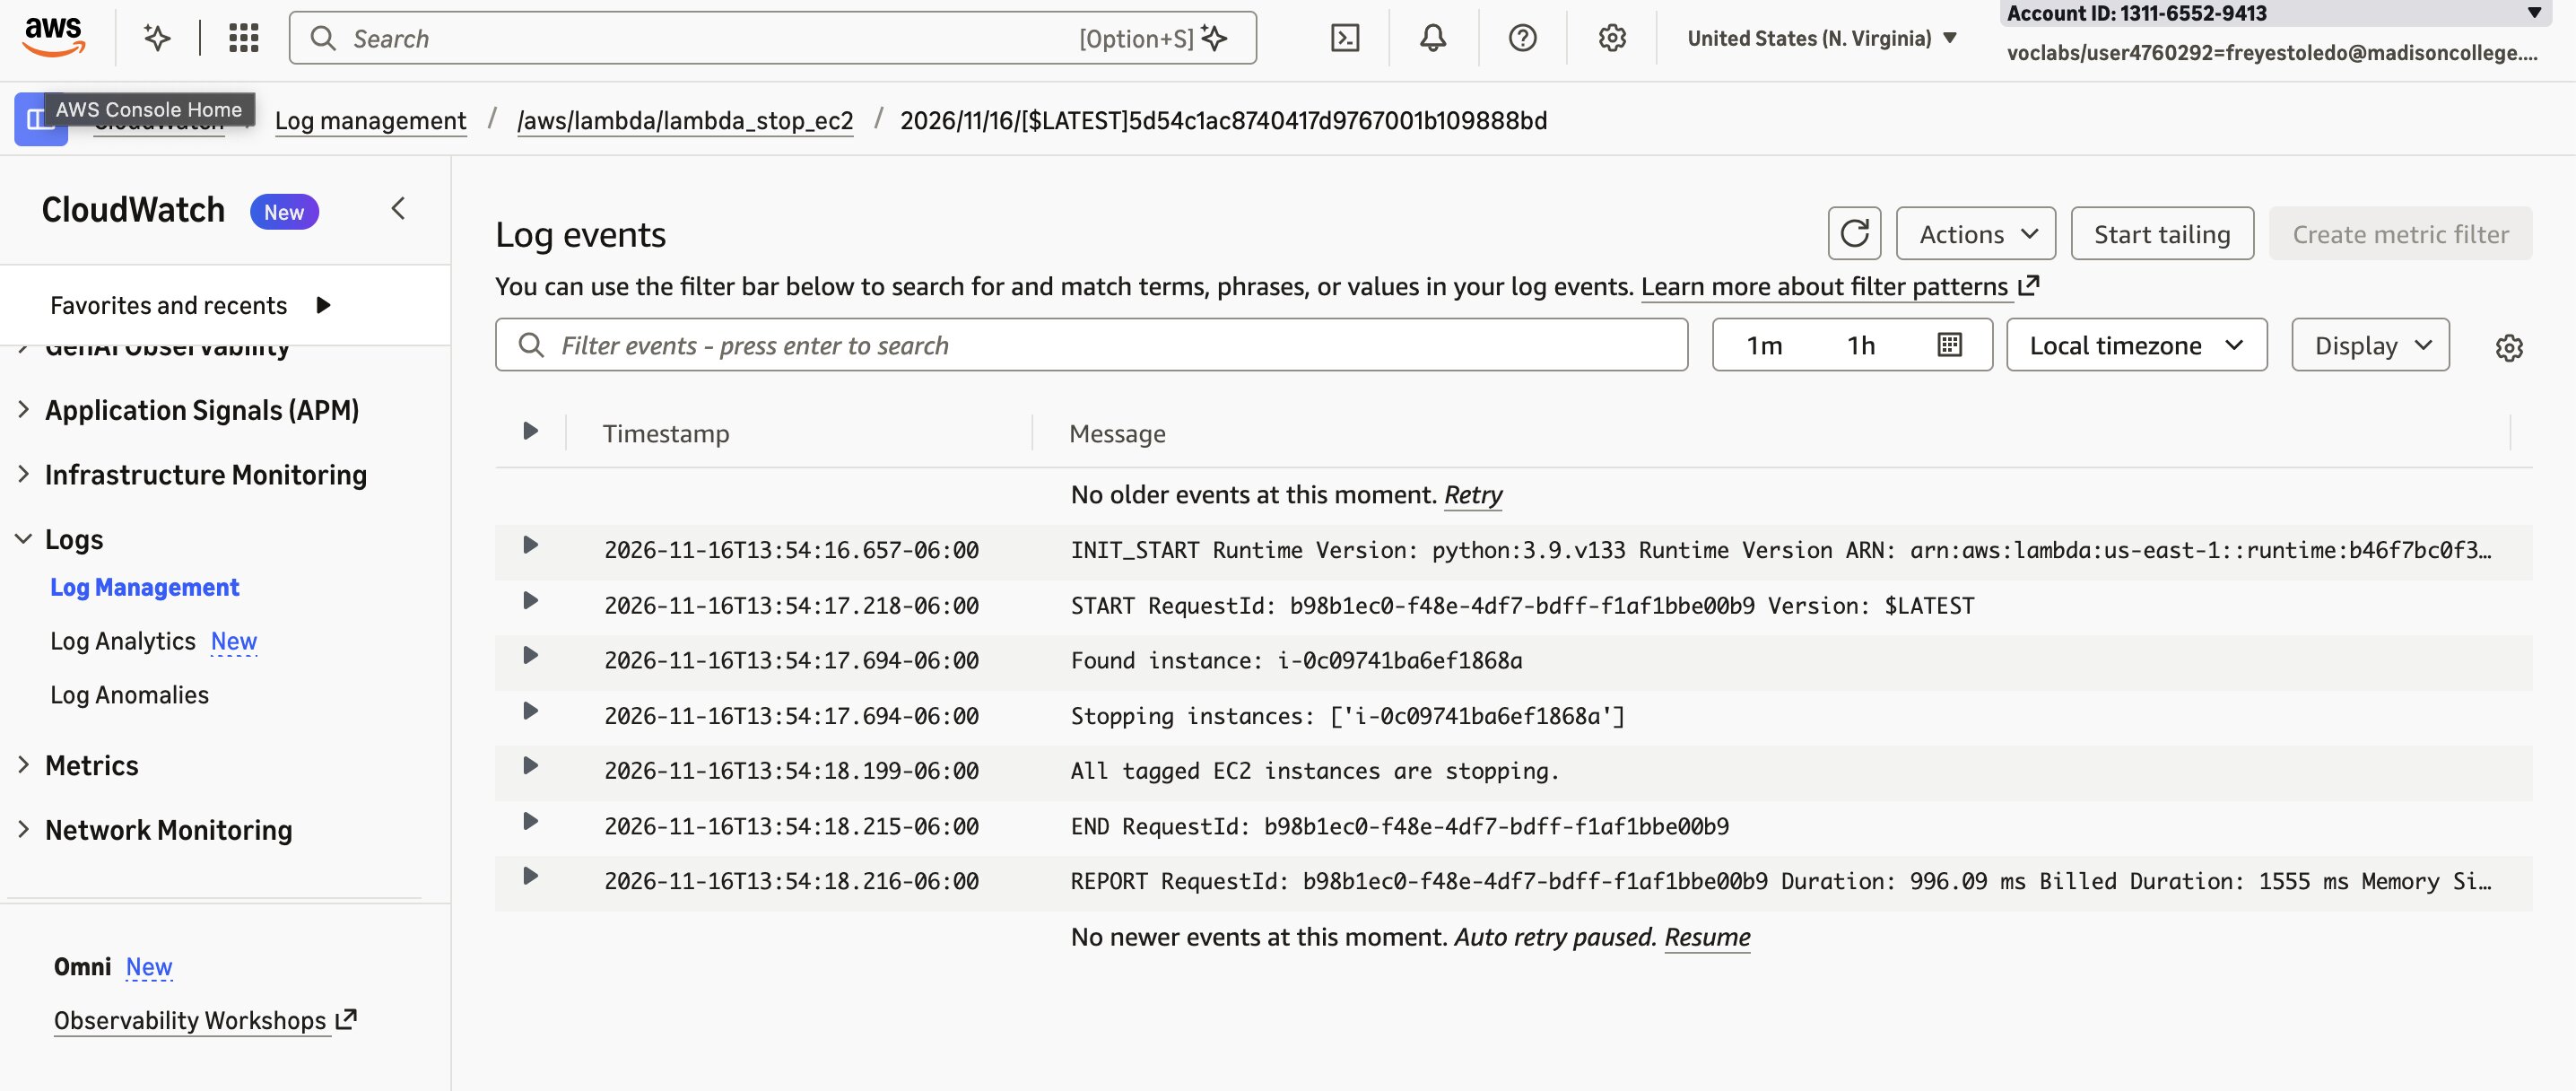 aws
Search [Option+S]
United States (N. Virginia)
Account ID: 1311-6552-9413
voclabs/user4760292=freyestoledo@madisoncollege....
AWS Console Home
CloudWatch / Log management / /aws/lambda/lambda_stop_ec2 / 2026/11/16/[$LATEST]5d54c1ac8740417d9767001b109888bd
CloudWatch New
Favorites and recents
GenAI Observability
Application Signals (APM)
Infrastructure Monitoring
Logs
Log Management
Log Analytics New
Log Anomalies
Metrics
Network Monitoring
Omni New
Observability Workshops
Log events
Actions
Start tailing
Create metric filter
You can use the filter bar below to search for and match terms, phrases, or values in your log events. Learn more about filter patterns
Filter events - press enter to search
1m 1h
Local timezone
Display
Timestamp Message
No older events at this moment. Retry
2026-11-16T13:54:16.657-06:00 INIT_START Runtime Version: python:3.9.v133 Runtime Version ARN: arn:aws:lambda:us-east-1::runtime:b46f7bc0f3…
2026-11-16T13:54:17.218-06:00 START RequestId: b98b1ec0-f48e-4df7-bdff-f1af1bbe00b9 Version: $LATEST
2026-11-16T13:54:17.694-06:00 Found instance: i-0c09741ba6ef1868a
2026-11-16T13:54:17.694-06:00 Stopping instances: ['i-0c09741ba6ef1868a']
2026-11-16T13:54:18.199-06:00 All tagged EC2 instances are stopping.
2026-11-16T13:54:18.215-06:00 END RequestId: b98b1ec0-f48e-4df7-bdff-f1af1bbe00b9
2026-11-16T13:54:18.216-06:00 REPORT RequestId: b98b1ec0-f48e-4df7-bdff-f1af1bbe00b9 Duration: 996.09 ms Billed Duration: 1555 ms Memory Si…
No newer events at this moment. Auto retry paused. Resume